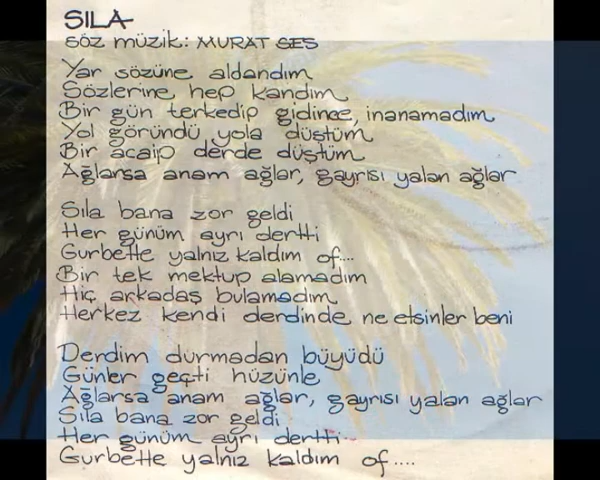 SILA
söz müzik: MURAT SES
Yar sözüne aldandım
Sözlerine hep kandım
Bir gün terkedip gidince, inanamadım
Yol göründü yola düştüm
Bir acaip derde düştüm
Ağlarsa anam ağlar, gayrısı yalan ağlar
Sıla bana zor geldi
Her günüm ayrı dertti
Gurbette yalnız kaldım of....
Bir tek mektup alamadım
Hiç arkadaş bulamadım
Herkez kendi derdinde ne etsinler beni
Derdim durmadan büyüdü
Günler geçti hüzünle
Ağlarsa anam ağlar, gayrısı yalan ağlar
Sıla bana zor geldi
Her günüm ayrı dertti
Gurbette yalnız kaldım of....